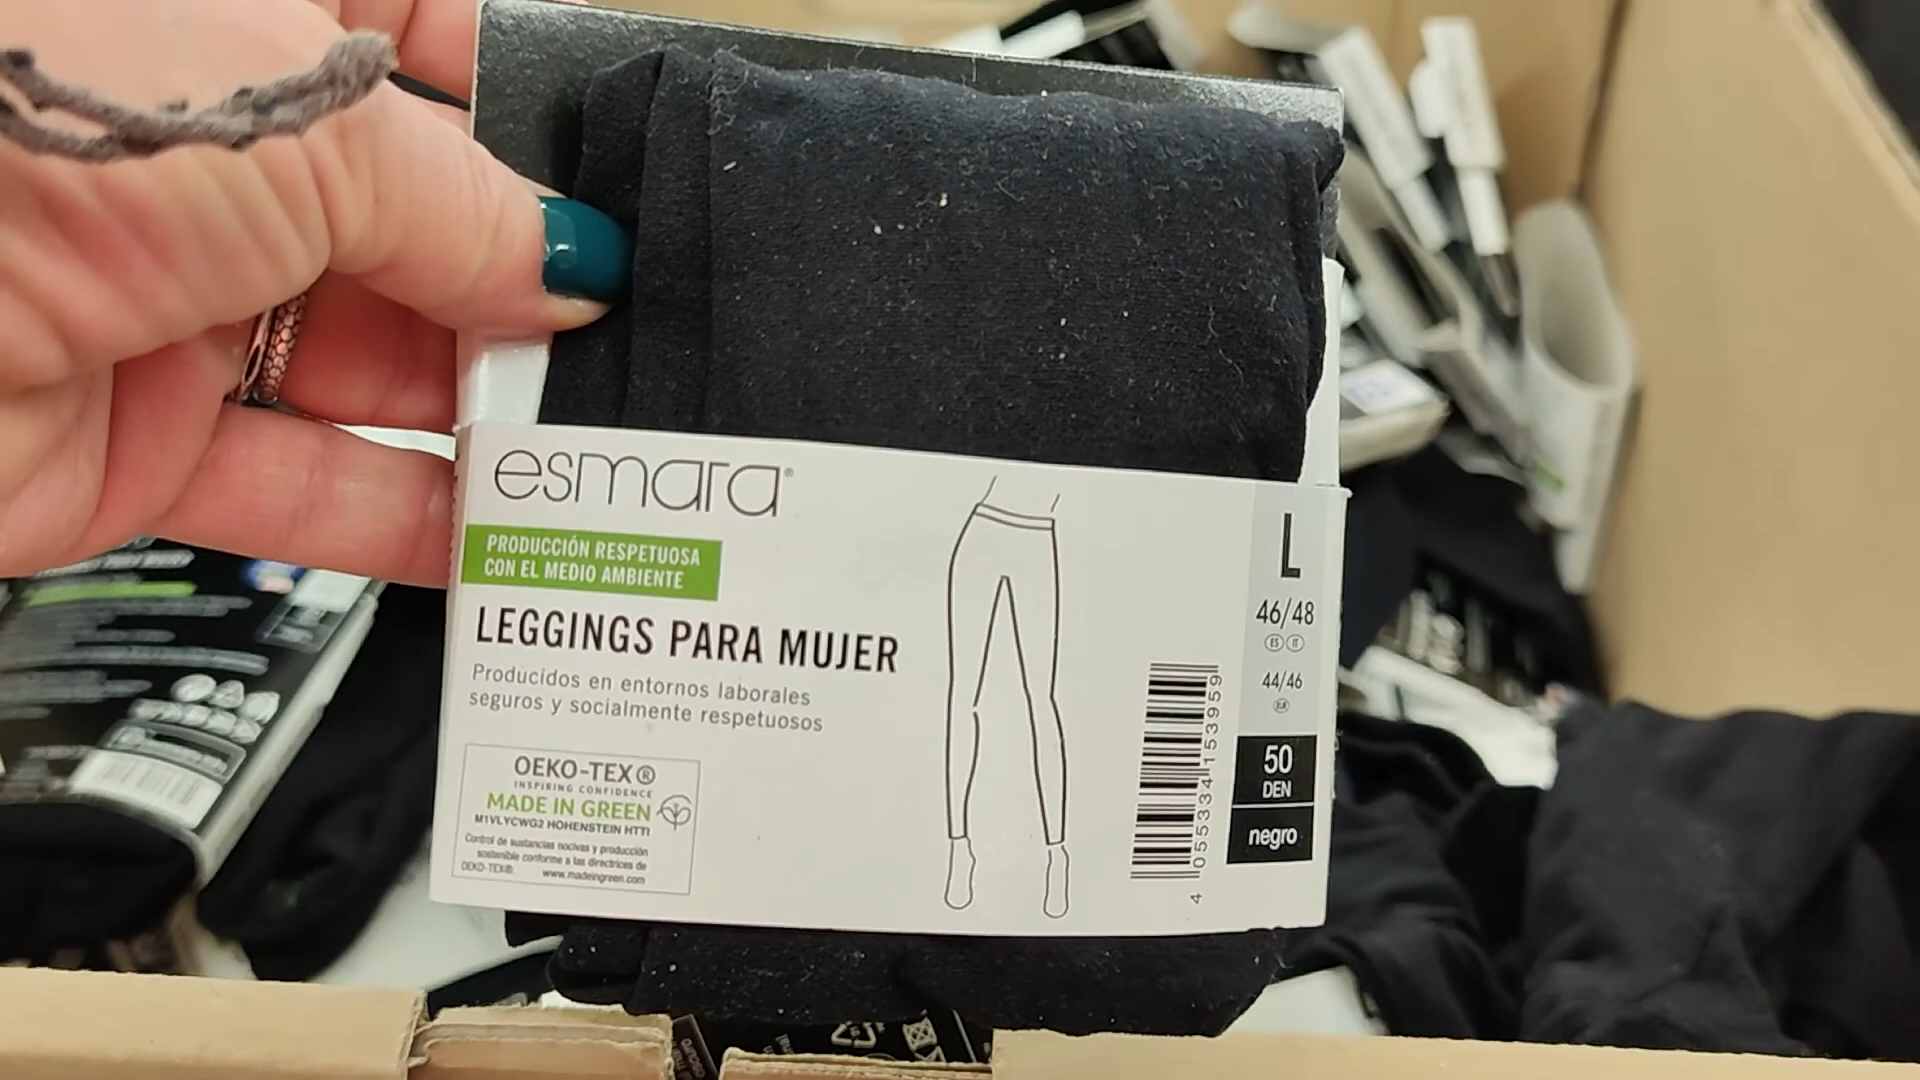 esmara®
PRODUCCIÓN RESPETUOSA
CON EL MEDIO AMBIENTE
LEGGINGS PARA MUJER
Producidos en entornos laborales
seguros y socialmente respetuosos
OEKO-TEX®
INSPIRING CONFIDENCE
MADE IN GREEN
M1VLYCWG2 HOHENSTEIN HTTI
Control de sustancias nocivas y producción
sostenible conforme a las directrices de
OEKO-TEX®. www.madeingreen.com
4 055334 153959
L
46/48
ES IT
44/46
50
DEN
negro